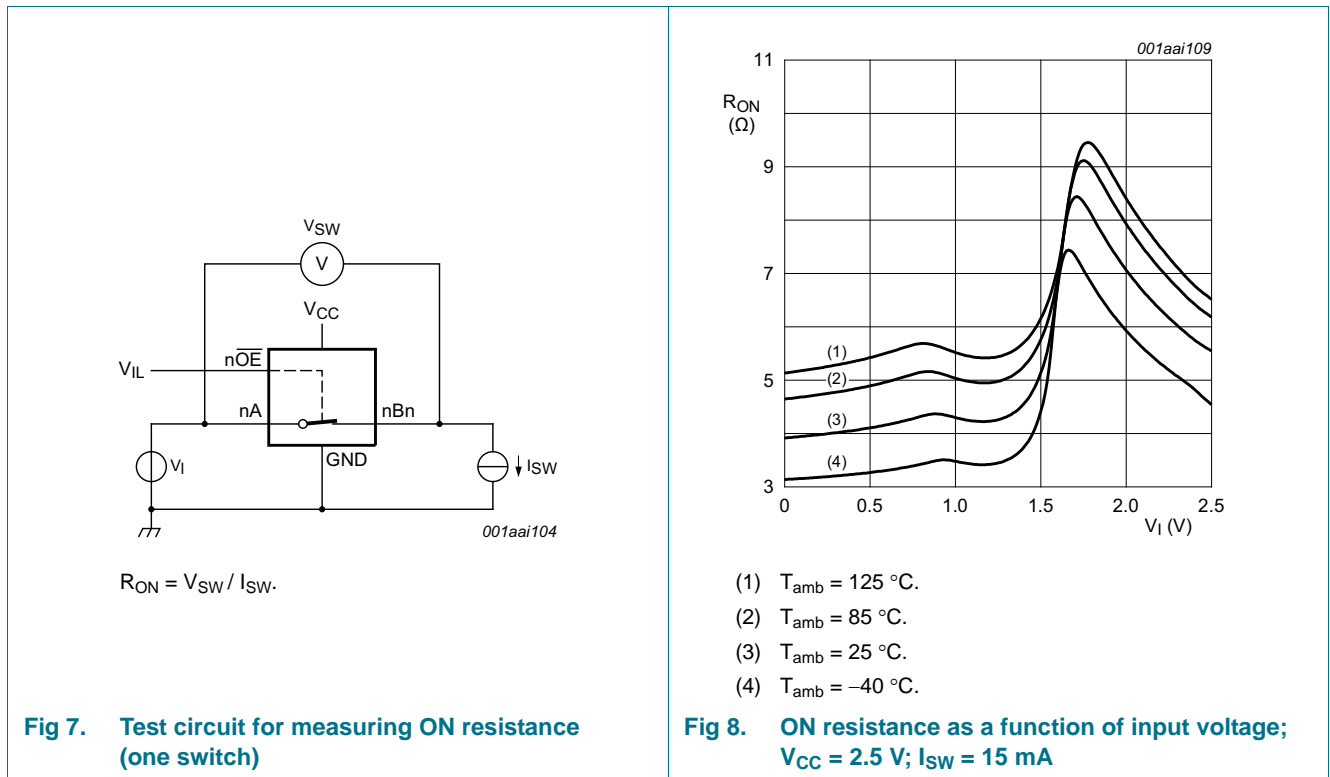 VSW
V
VCC
VIL
nOE
nA
nBn
VI
GND
ISW
001aai104
RON = VSW / ISW.
Fig 7. Test circuit for measuring ON resistance
(one switch)
001aai109
11
RON
(Ω)
9
7
5
3
(1)
(2)
(3)
(4)
0 0.5 1.0 1.5 2.0 2.5
VI (V)
(1) Tamb = 125 °C.
(2) Tamb = 85 °C.
(3) Tamb = 25 °C.
(4) Tamb = −40 °C.
Fig 8. ON resistance as a function of input voltage;
VCC = 2.5 V; ISW = 15 mA